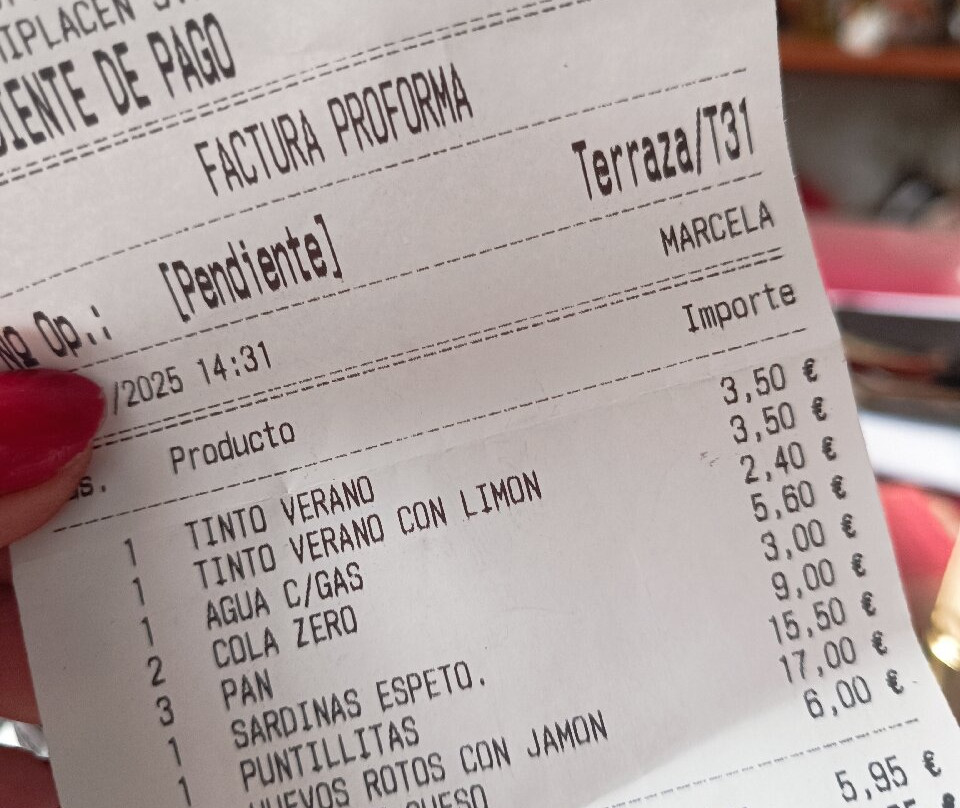 DE PAGO
FACTURA PROFORMA
Terraza/T31
Nº Op.: [Pendiente]
MARCELA
/2025 14:31
Producto Importe
1 TINTO VERANO 3,50 €
1 TINTO VERANO CON LIMON 3,50 €
1 AGUA C/GAS 2,40 €
2 COLA ZERO 5,60 €
3 PAN 3,00 €
1 SARDINAS ESPETO. 9,00 €
1 PUNTILLITAS 15,50 €
HUEVOS ROTOS CON JAMON 17,00 €
QUESO 6,00 €
5,95 €